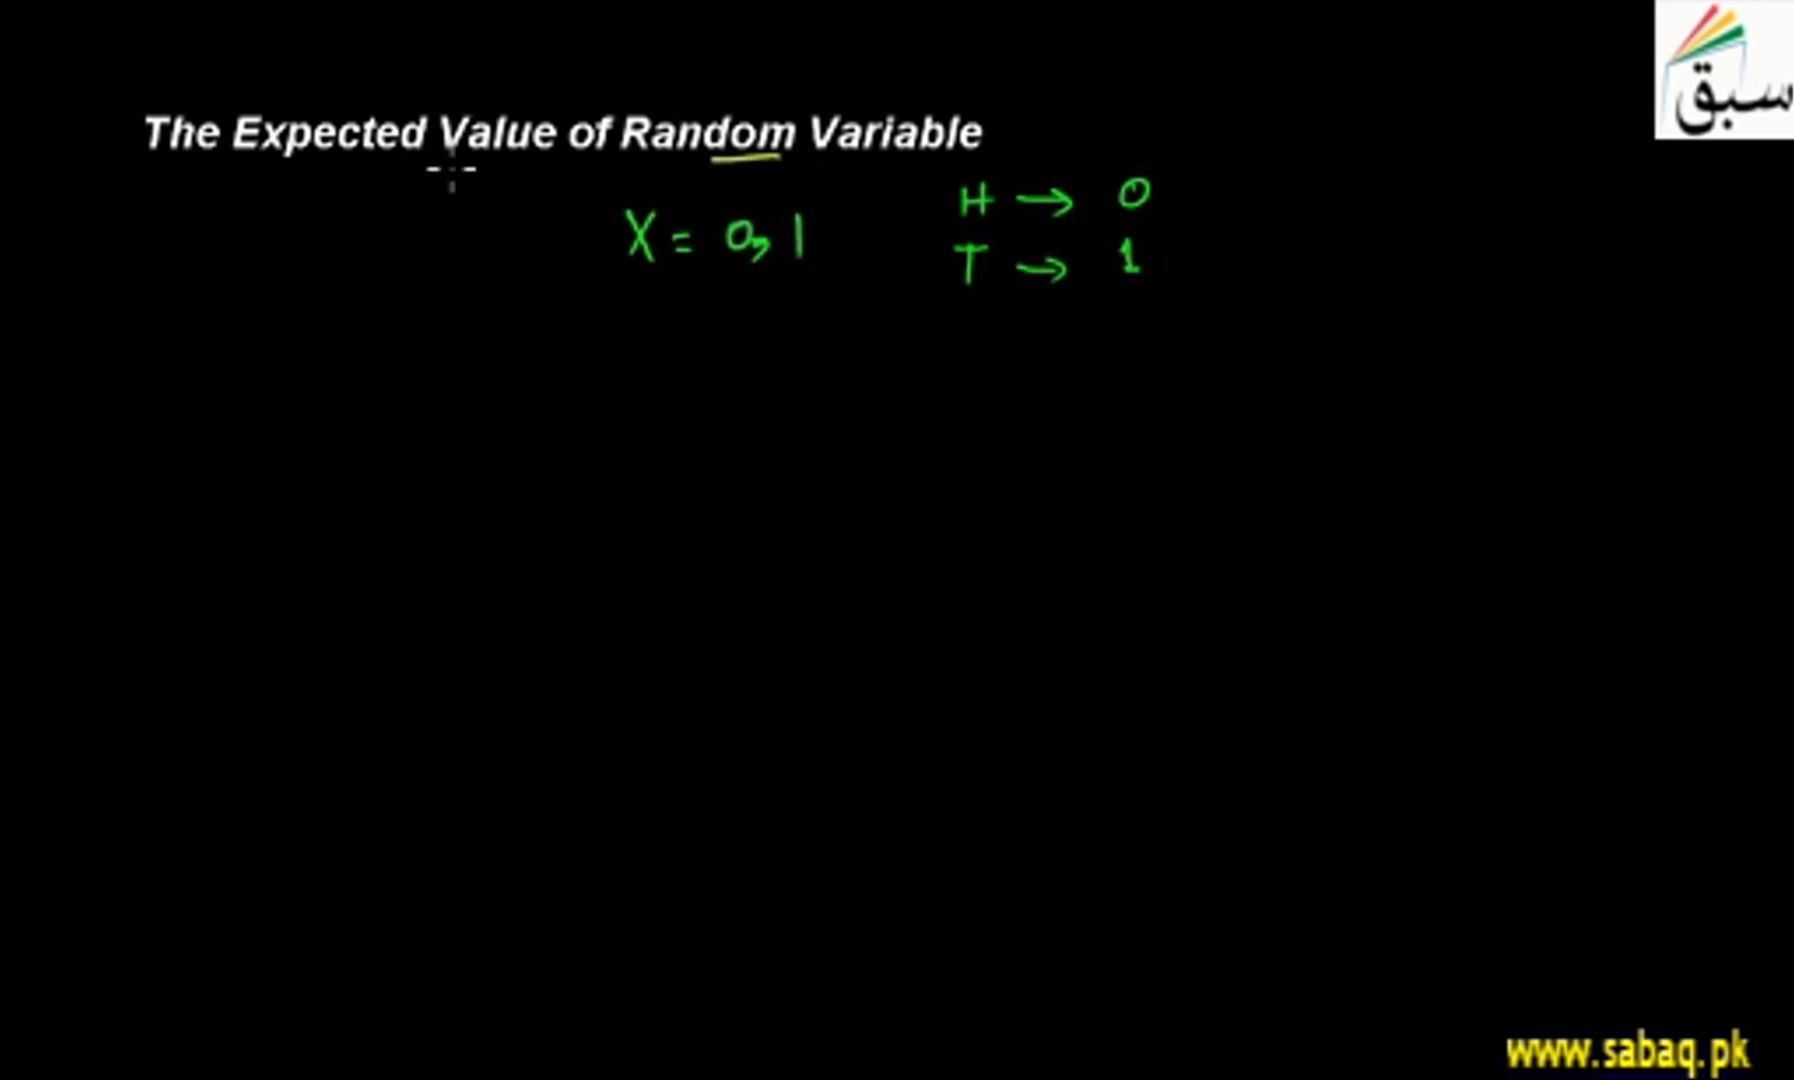 سبق
The Expected Value of Random Variable
X = 0, 1
H → 0
T → 1
www.sabaq.pk